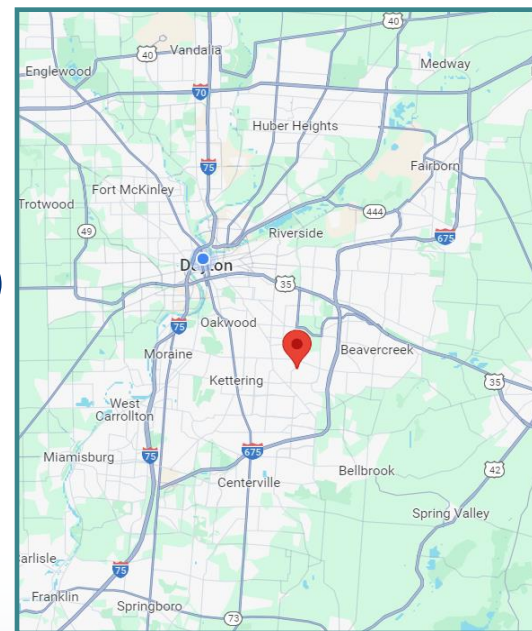 40
Vandalia
40
Englewood
Medway
70
Huber Heights
75
Fairborn
Fort McKinley
Trotwood
444
49
Riverside
675
Dayton
35
75
Oakwood
Moraine
Beavercreek
Kettering
35
West
Carrollton
675
75
42
Miamisburg
Bellbrook
Centerville
Spring Valley
Carlisle
75
Franklin
Springboro
73